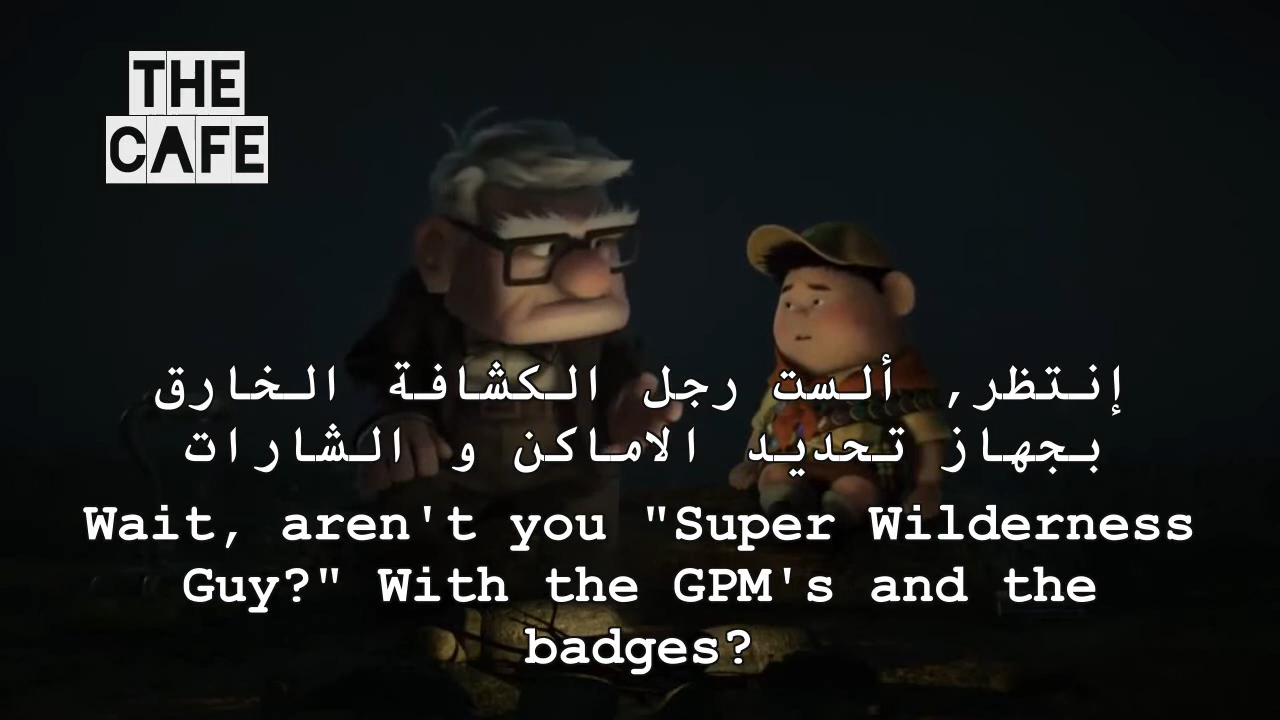 THE
CAFE
إنتظر, ألست رجل الكشافة الخارق
بجهاز تحديد الاماكن و الشارات
Wait, aren't you "Super Wilderness
Guy?" With the GPM's and the
badges?